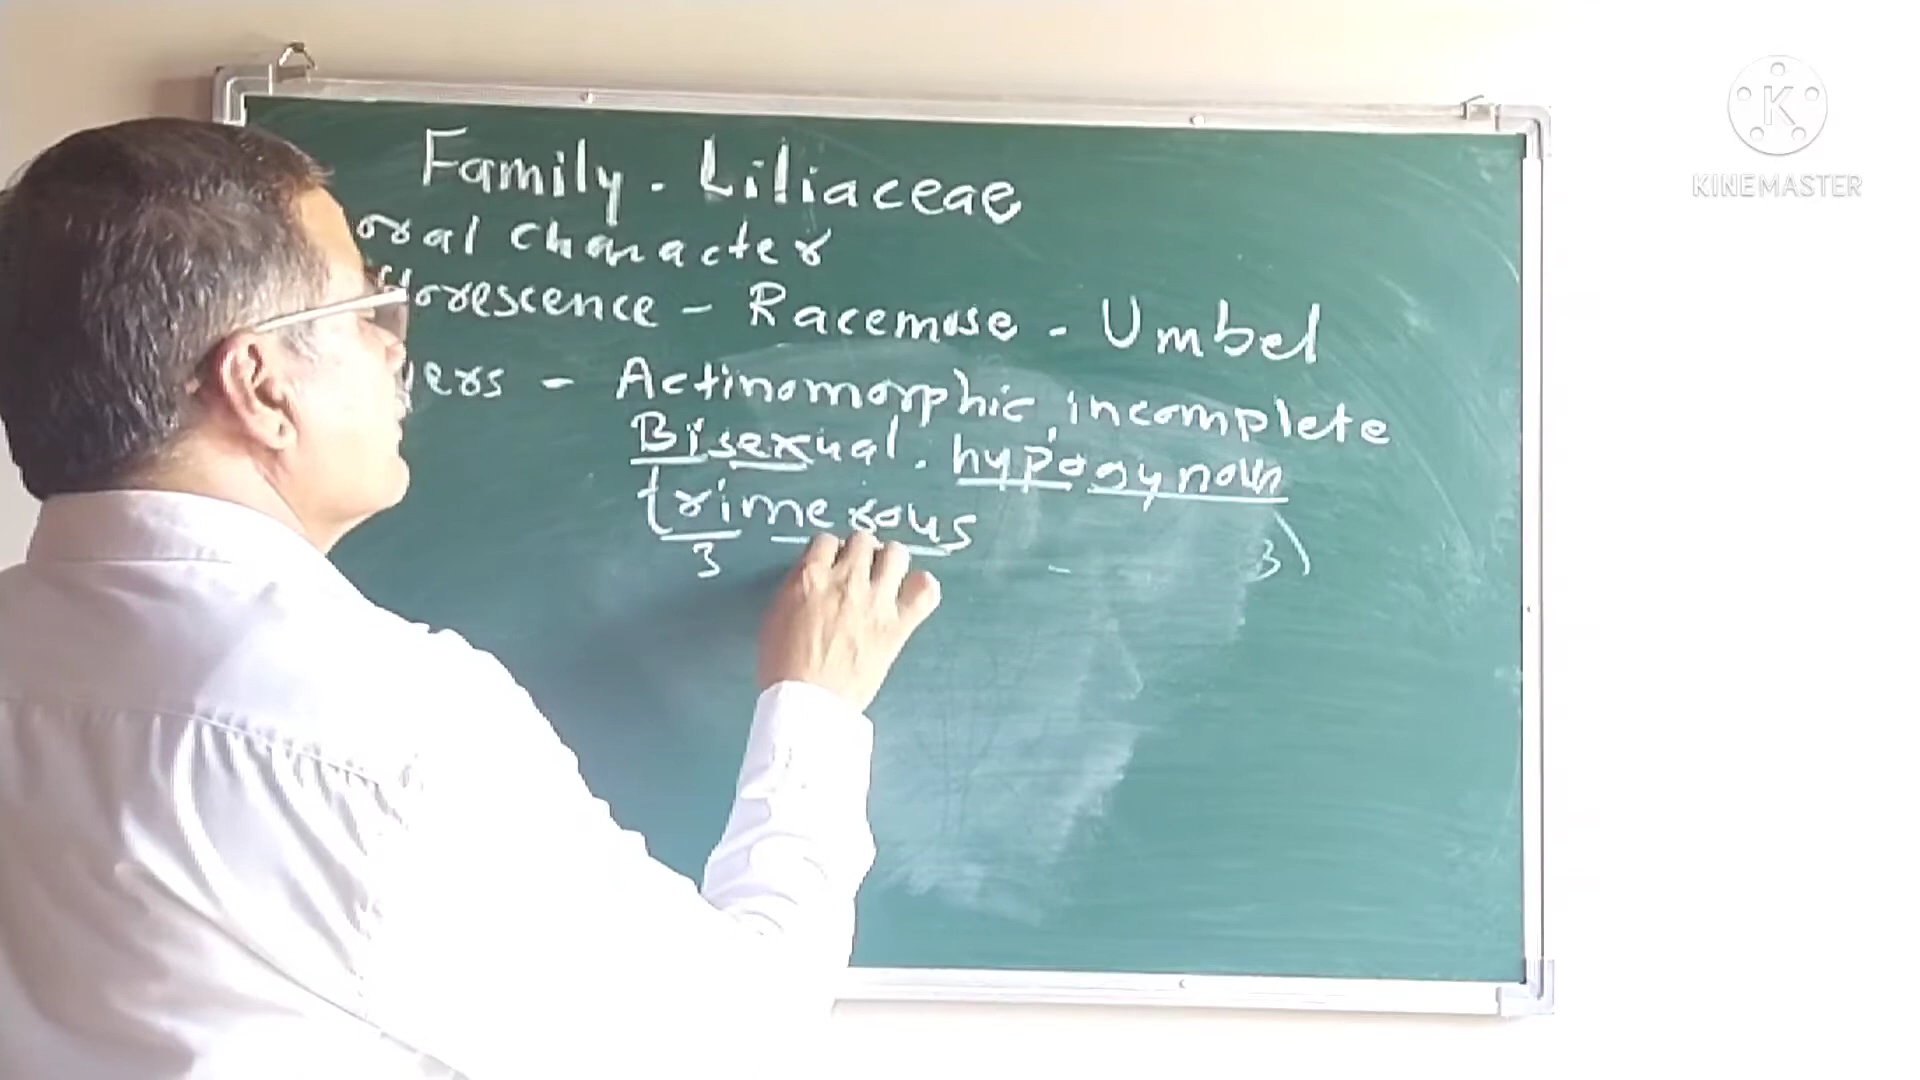 Family - Liliaceae
oral character
florescence - Racemose - Umbel
wers - Actinomorphic, incomplete
Bisexual. hypogynous
trimerous
3 - 3)
KINEMASTER